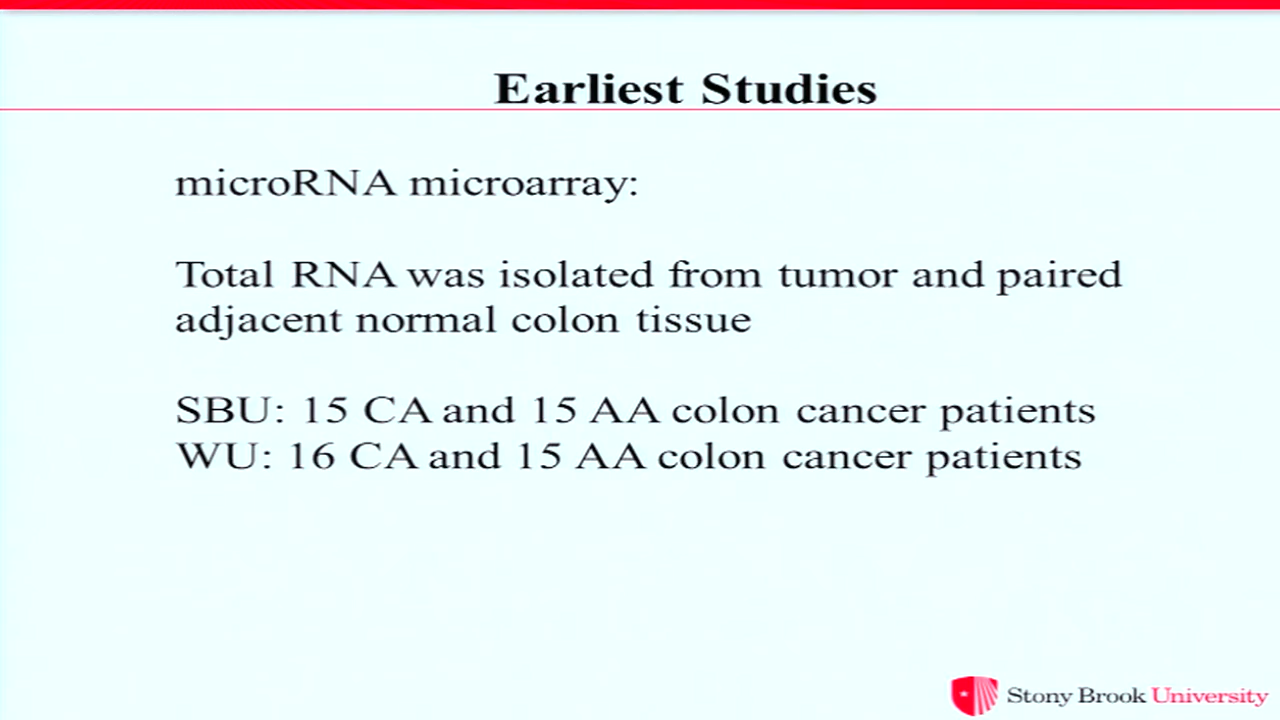 Earliest Studies
microRNA microarray:
Total RNA was isolated from tumor and paired
adjacent normal colon tissue
SBU: 15 CA and 15 AA colon cancer patients
WU: 16 CA and 15 AA colon cancer patients
Stony Brook University